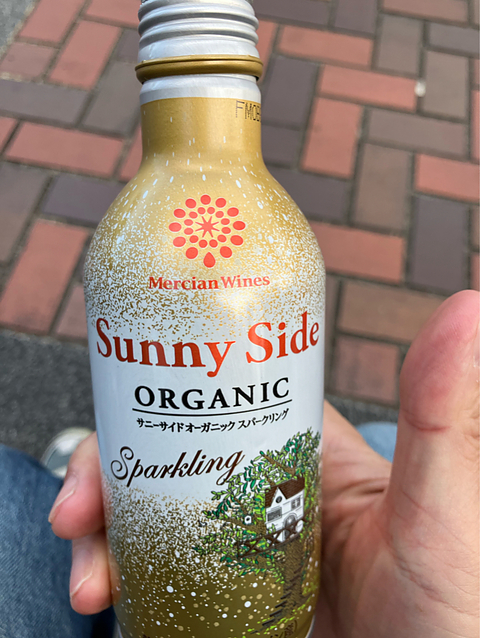 Mercian Wines
Sunny Side
ORGANIC
サニーサイド オーガニック スパークリング
Sparkling